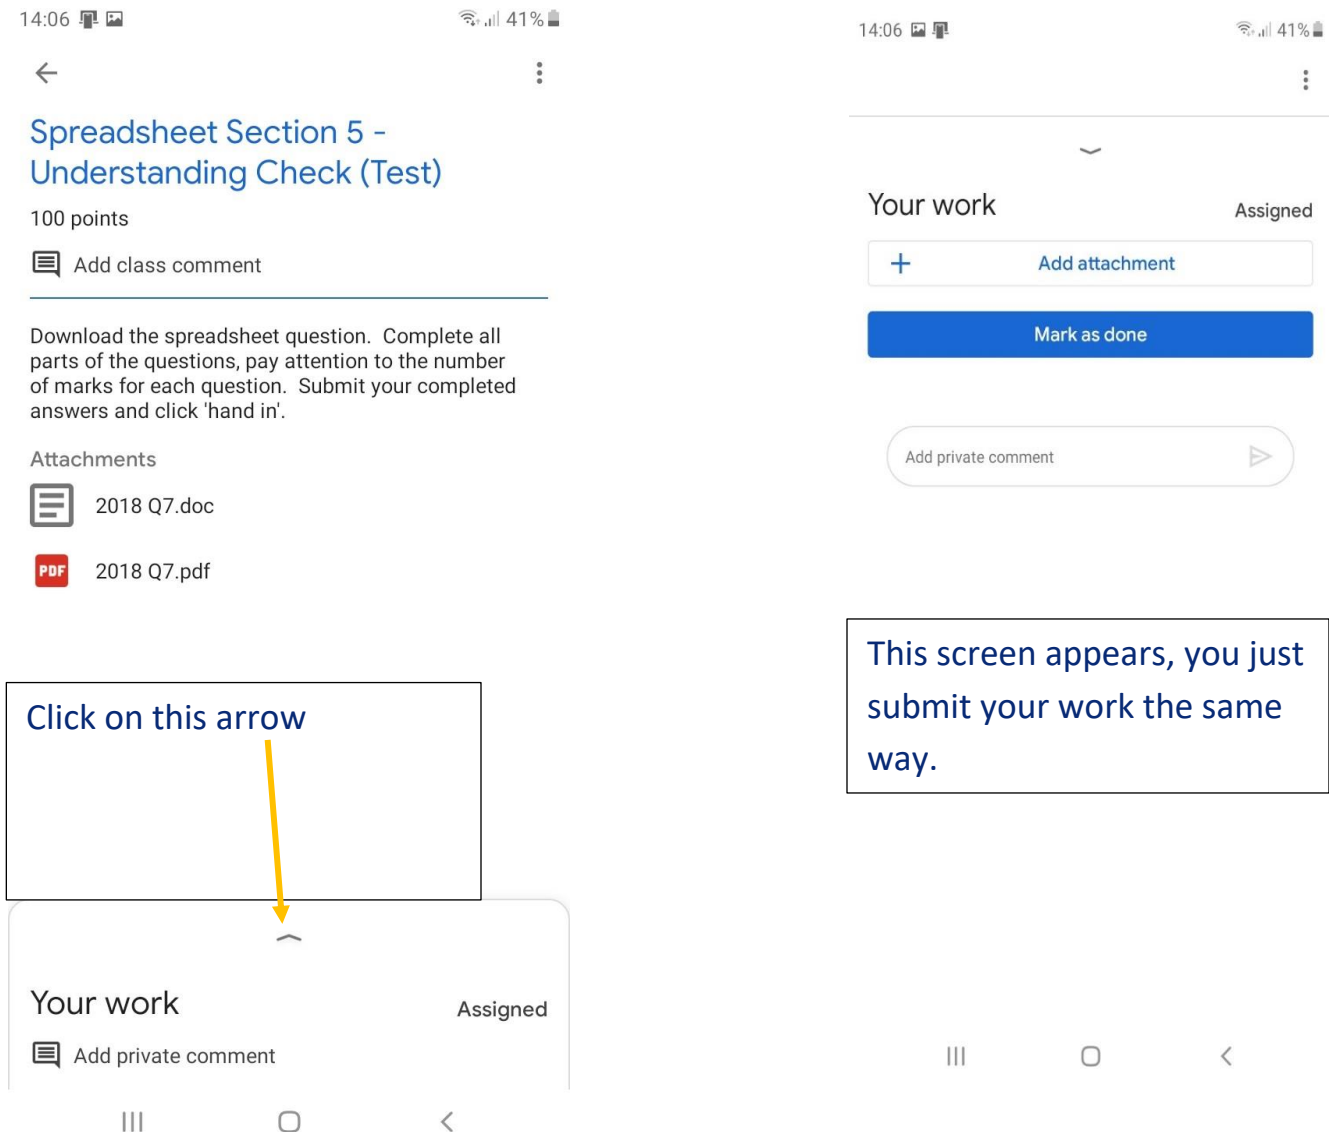 14:06
41%
Spreadsheet Section 5 -
Understanding Check (Test)
100 points
Add class comment
Download the spreadsheet question.  Complete all
parts of the questions, pay attention to the number
of marks for each question.  Submit your completed
answers and click 'hand in'.
Attachments
2018 Q7.doc
PDF
2018 Q7.pdf
Click on this arrow
Your work
Assigned
Add private comment
14:06
41%
Your work
Assigned
Add attachment
Mark as done
Add private comment
This screen appears, you just
submit your work the same
way.